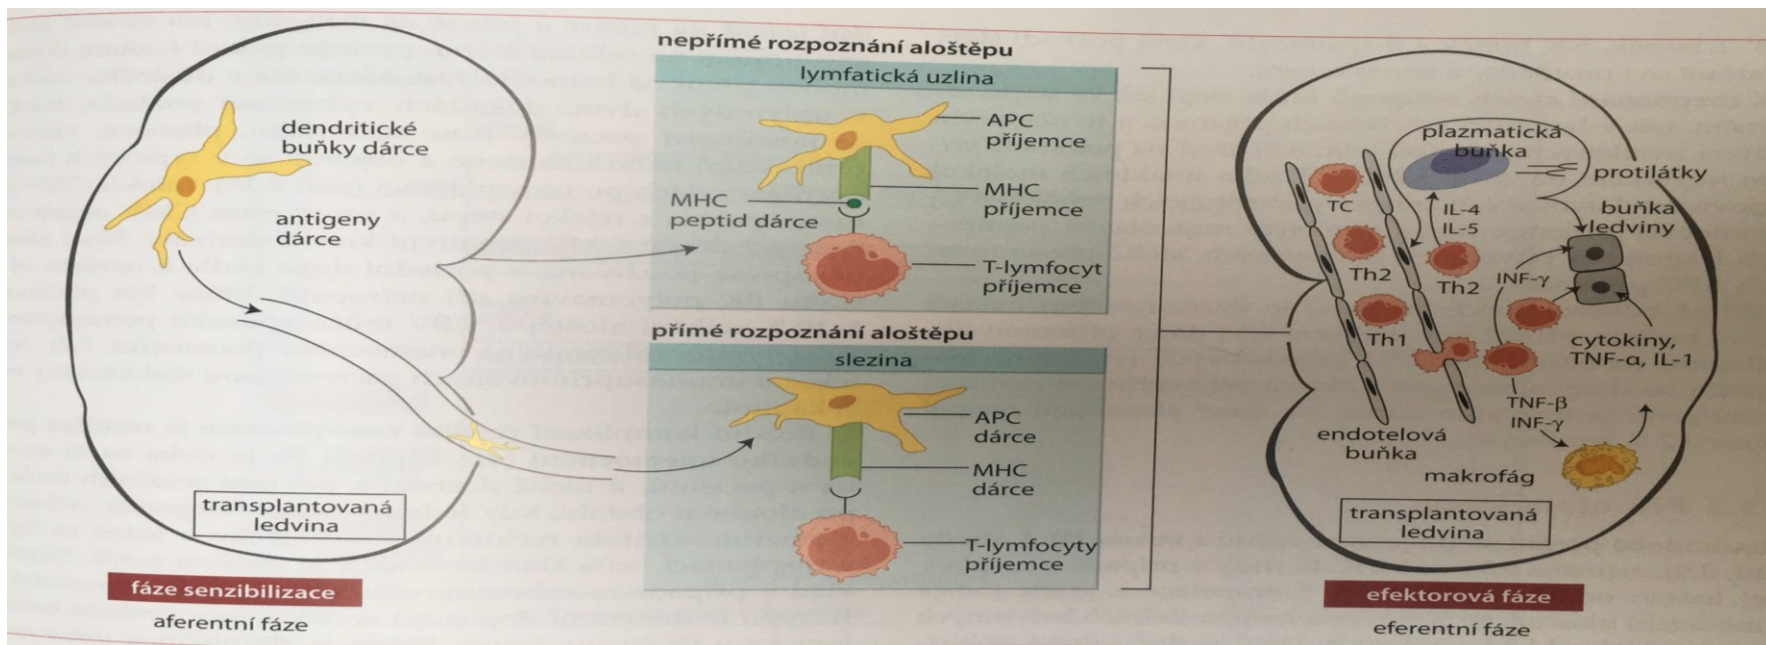 dendritické
buňky dárce
antigeny
dárce
transplantovaná
ledvina
fáze senzibilizace
aferentní fáze
nepřímé rozpoznání aloštěpu
lymfatická uzlina
APC
příjemce
MHC
příjemce
MHC
peptid dárce
T-lymfocyt
příjemce
přímé rozpoznání aloštěpu
slezina
APC
dárce
MHC
dárce
T-lymfocyty
příjemce
plazmatická
buňka
protilátky
TC
IL-4
IL-5
buňka
ledviny
Th2
Th2
INF-γ
Th1
cytokiny,
TNF-α, IL-1
TNF-β
INF-γ
endotelová
buňka
makrofág
transplantovaná
ledvina
efektorová fáze
eferentní fáze